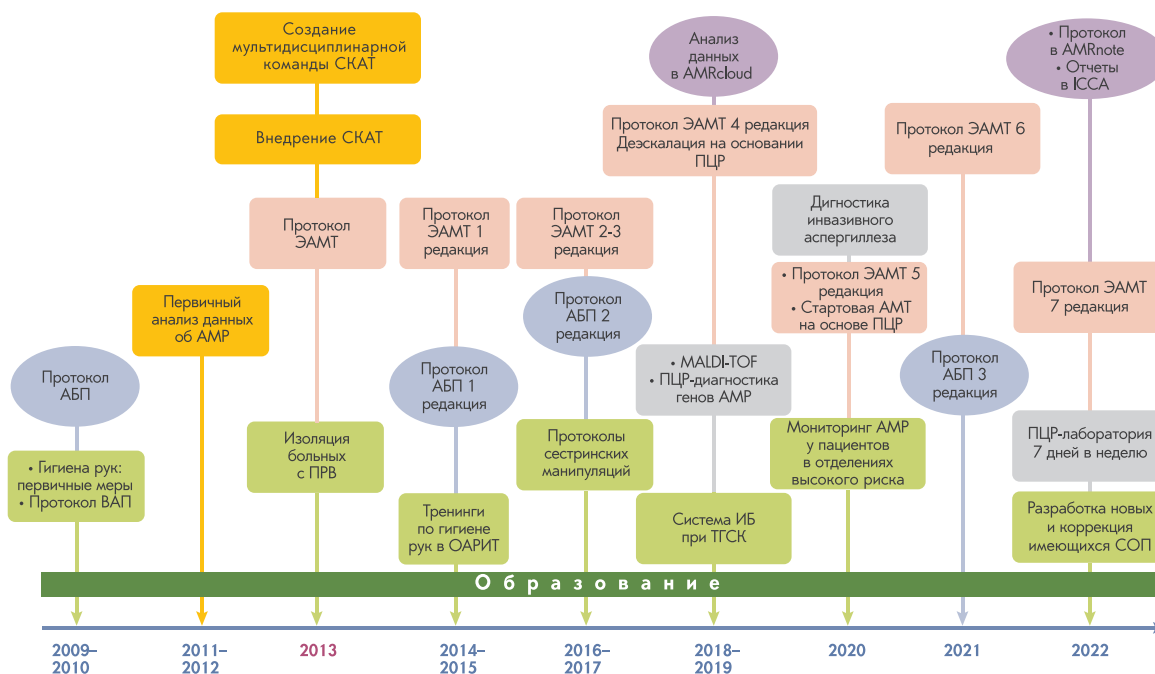 Создание
мультидисциплинарной
команды СКАТ
Внедрение СКАТ
Протокол
ЭАМТ
Первичный
анализ данных
об АМР
Протокол
АБП
• Гигиена рук:
первичные меры
• Протокол ВАП
Изоляция
больных
с ПРВ
Протокол
ЭАМТ 1
редакция
Протокол
АБП 1
редакция
Тренинги
по гигиене
рук в ОАРИТ
Протокол
ЭАМТ 2-3
редакция
Протокол
АБП 2
редакция
Протоколы
сестринских
манипуляций
Анализ
данных
в AMRcloud
Протокол ЭАМТ 4 редакция
Деэскалация на основании
ПЦР
• MALDI-TOF
• ПЦР-диагностика
генов АМР
Система ИБ
при ТГСК
Дигностика
инвазивного
аспергиллеза
• Протокол ЭАМТ 5
редакция
• Стартовая АМТ
на основе ПЦР
Мониторинг АМР
у пациентов
в отделениях
высокого риска
Протокол ЭАМТ 6
редакция
Протокол
АБП 3
редакция
• Протокол
в AMRnote
• Отчеты
в ICCA
Протокол ЭАМТ
7 редакция
ПЦР-лаборатория
7 дней в неделю
Разработка новых
и коррекция
имеющихся СОП
Образование
2009–
2010
2011–
2012
2013
2014–
2015
2016–
2017
2018–
2019
2020
2021
2022